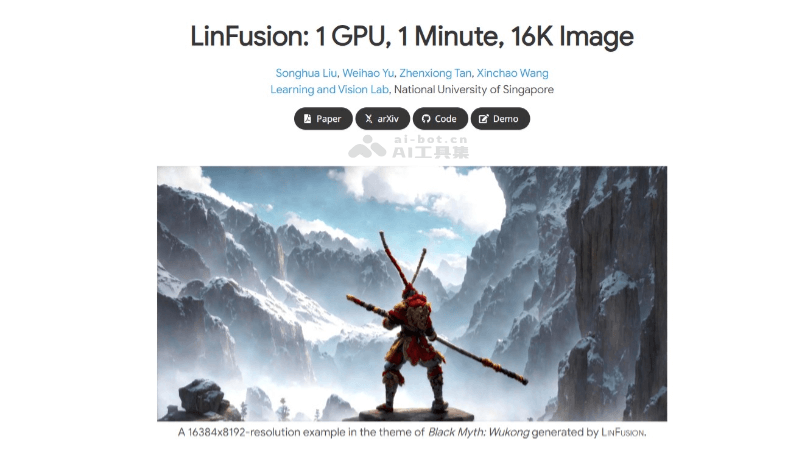 LinFusion: 1 GPU, 1 Minute, 16K Image
Songhua Liu, Weihao Yu, Zhenxiong Tan, Xinchao Wang
Learning and Vision Lab, National University of Singapore
Paper arXiv Code Demo
ai-bot.cn
AI工具集
A 16384x8192-resolution example in the theme of Black Myth: Wukong generated by LINFUSION.